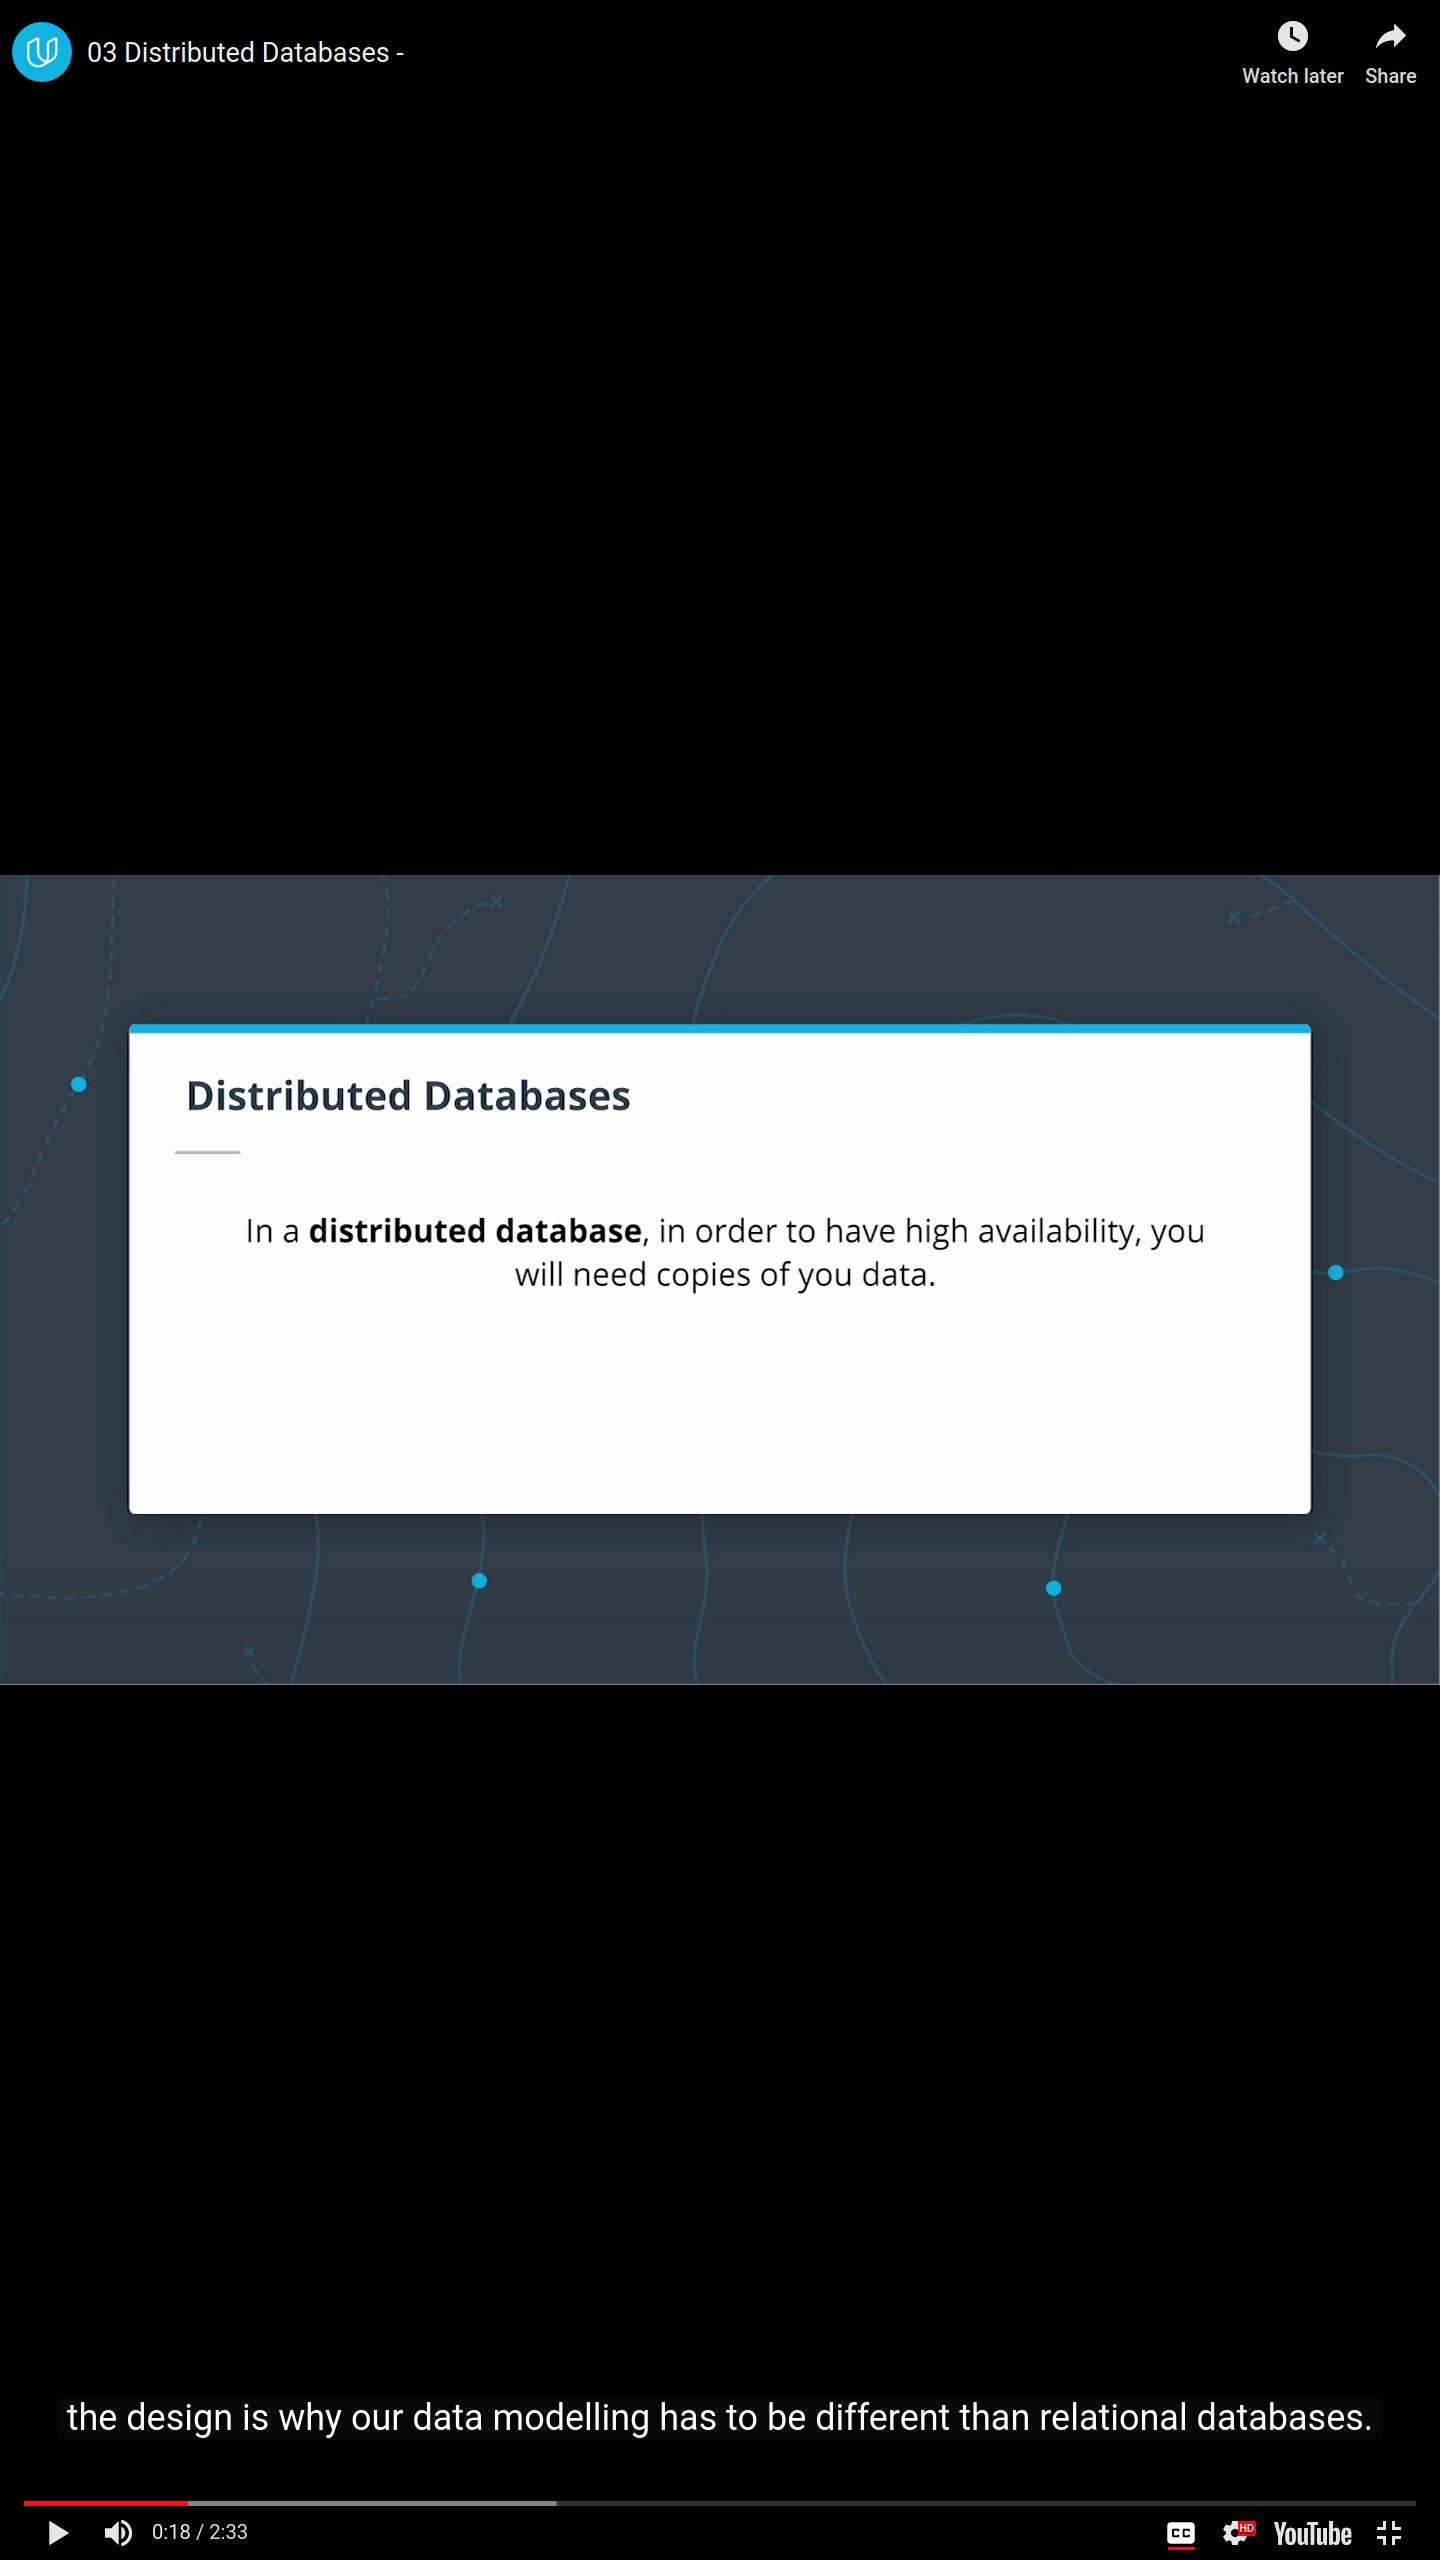 03 Distributed Databases -
Watch later
Share
Distributed Databases
In a distributed database, in order to have high availability, you
will need copies of you data.
the design is why our data modelling has to be different than relational databases.
0:18 / 2:33
CC
HD
YouTube